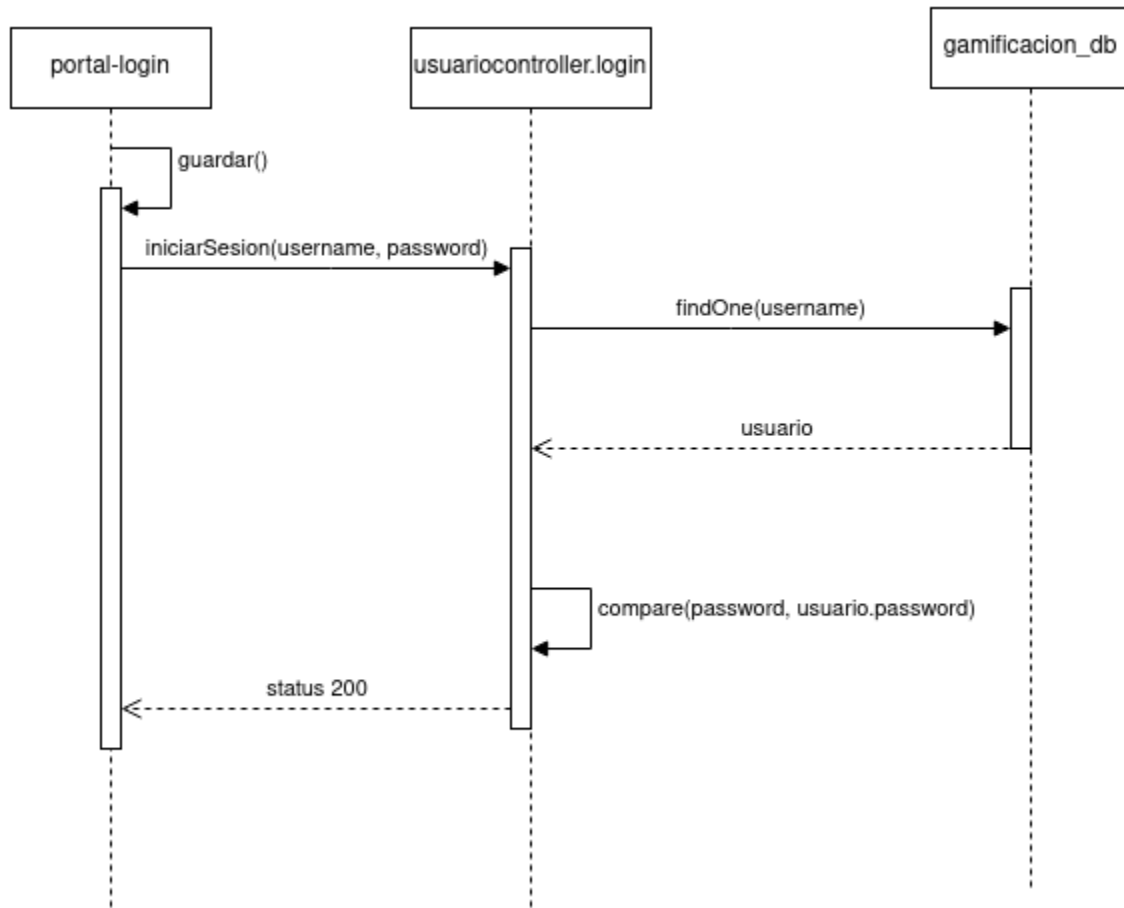 portal-login
usuariocontroller.login
gamificacion_db
guardar()
iniciarSesion(username, password)
findOne(username)
usuario
compare(password, usuario.password)
status 200